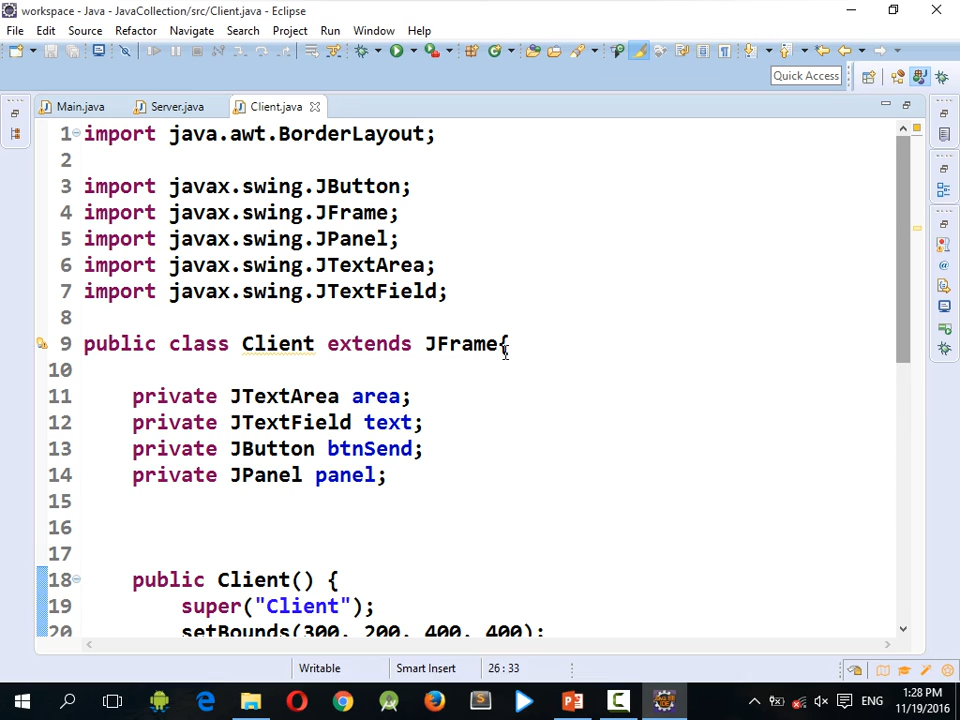 workspace - Java - JavaCollection/src/Client.java - Eclipse
File Edit Source Refactor Navigate Search Project Run Window Help
Quick Access
Main.java Server.java Client.java
1 import java.awt.BorderLayout;
2
3 import javax.swing.JButton;
4 import javax.swing.JFrame;
5 import javax.swing.JPanel;
6 import javax.swing.JTextArea;
7 import javax.swing.JTextField;
8
9 public class Client extends JFrame{
10
11 private JTextArea area;
12 private JTextField text;
13 private JButton btnSend;
14 private JPanel panel;
15
16
17
18 public Client() {
19 super("Client");
20 setBounds(300, 200, 400, 400);
Writable Smart Insert 26 : 33
ENG 1:28 PM
11/19/2016